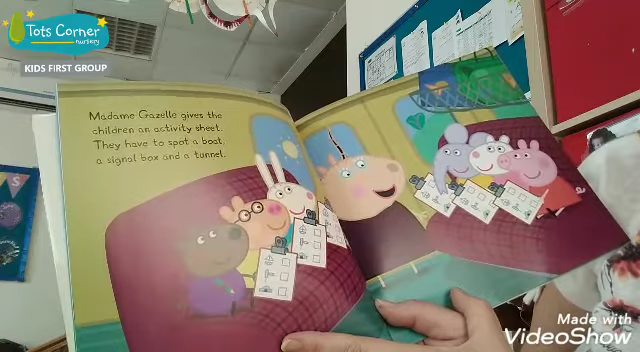 Tots Corner
nursery
KIDS FIRST GROUP
Madame Gazelle gives the
children an activity sheet.
They have to spot a boat,
a signal box and a tunnel.
Made with
VideoShow